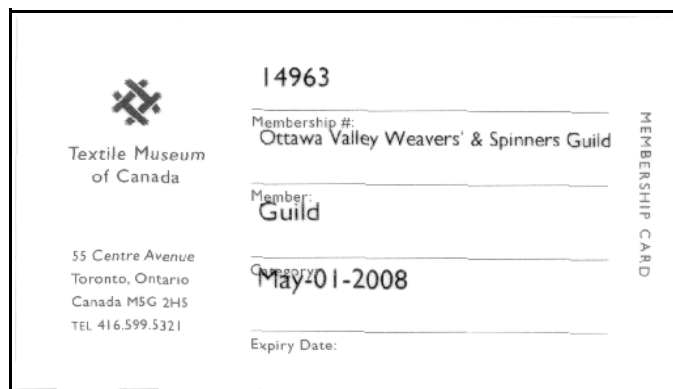 Textile Museum
of Canada
55 Centre Avenue
Toronto, Ontario
Canada M5G 2H5
TEL 416.599.5321
14963
Membership #:
Ottawa Valley Weavers' & Spinners Guild
Member:
Guild
Category:
May-01-2008
Expiry Date:
MEMBERSHIP CARD